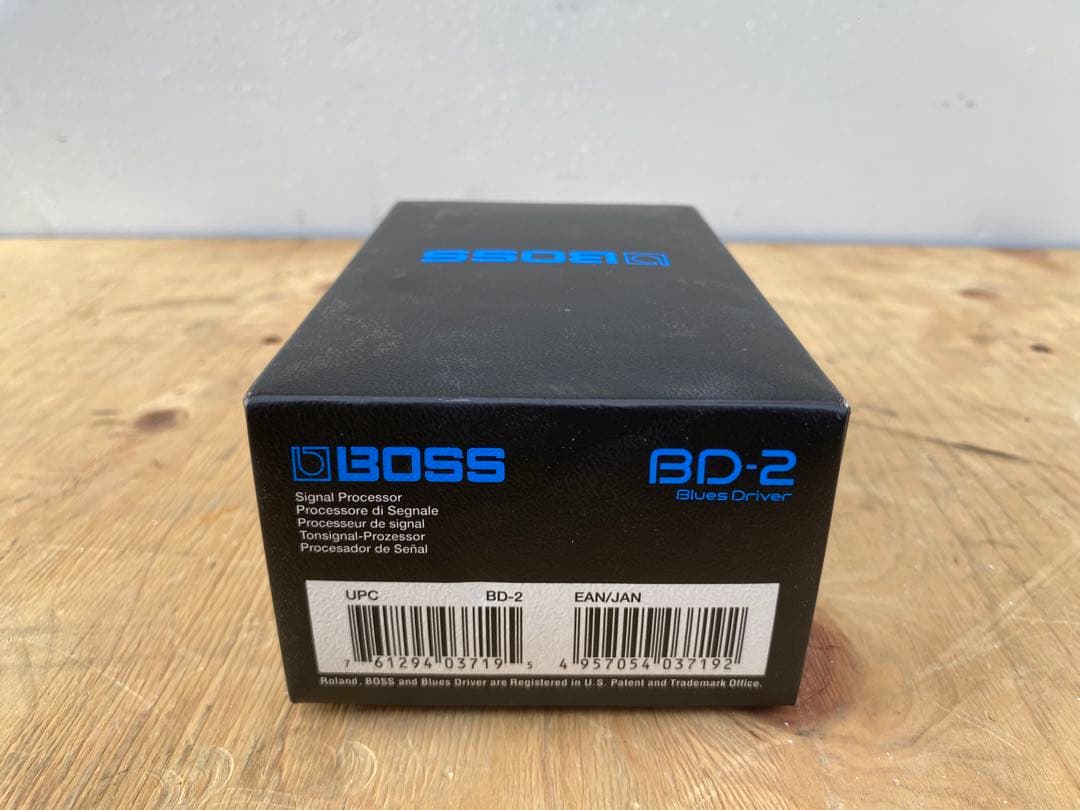 BOSS
BOSS
BD-2
Blues Driver
Signal Processor
Processore di Segnale
Processeur de signal
Tonsignal-Prozessor
Procesador de Señal
UPC BD-2 EAN/JAN
7 61294 03719 5 4 957054 037192
Roland, BOSS and Blues Driver are Registered in U.S. Patent and Trademark Office.